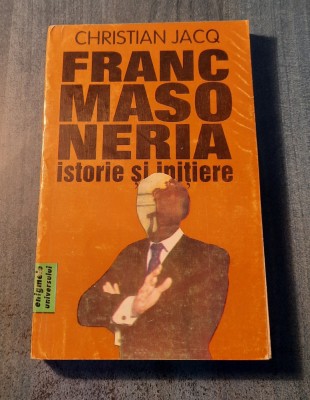 CHRISTIAN JACQ
FRANC
MASO
NERIA
istorie și inițiere
enigmele
universului